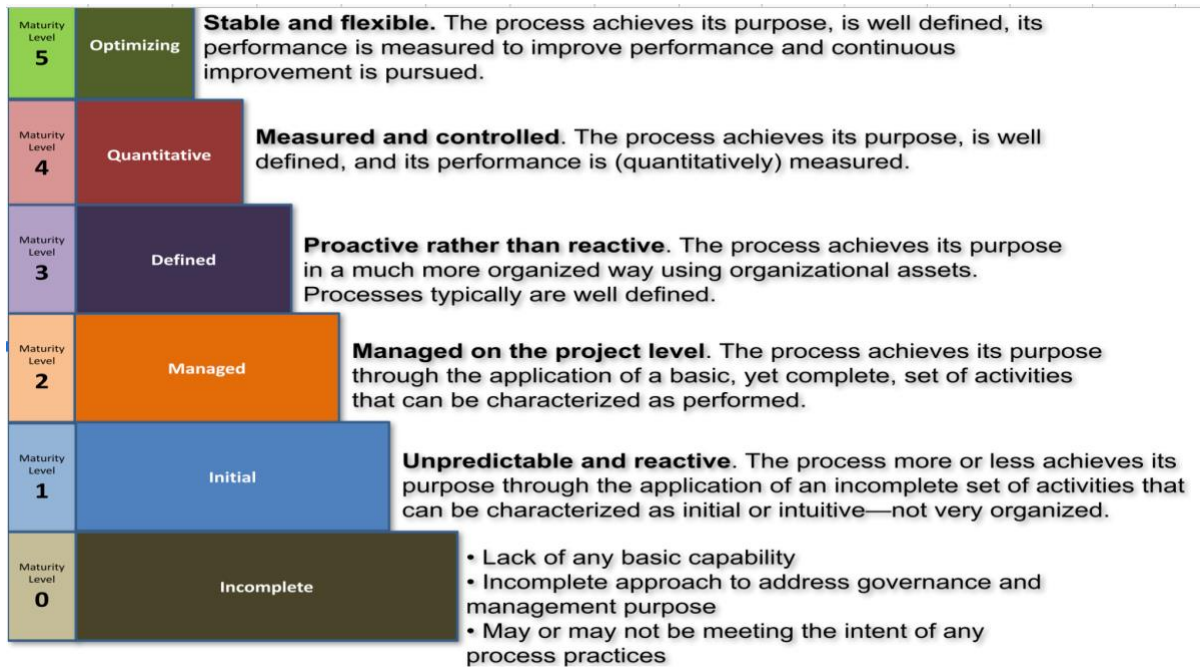 Maturity
Level
5
Optimizing
Stable and flexible. The process achieves its purpose, is well defined, its
performance is measured to improve performance and continuous
improvement is pursued.
Maturity
Level
4
Quantitative
Measured and controlled. The process achieves its purpose, is well
defined, and its performance is (quantitatively) measured.
Maturity
Level
3
Defined
Proactive rather than reactive. The process achieves its purpose
in a much more organized way using organizational assets.
Processes typically are well defined.
Maturity
Level
2
Managed
Managed on the project level. The process achieves its purpose
through the application of a basic, yet complete, set of activities
that can be characterized as performed.
Maturity
Level
1
Initial
Unpredictable and reactive. The process more or less achieves its
purpose through the application of an incomplete set of activities that
can be characterized as initial or intuitive—not very organized.
Maturity
Level
0
Incomplete
• Lack of any basic capability
• Incomplete approach to address governance and
management purpose
• May or may not be meeting the intent of any
process practices